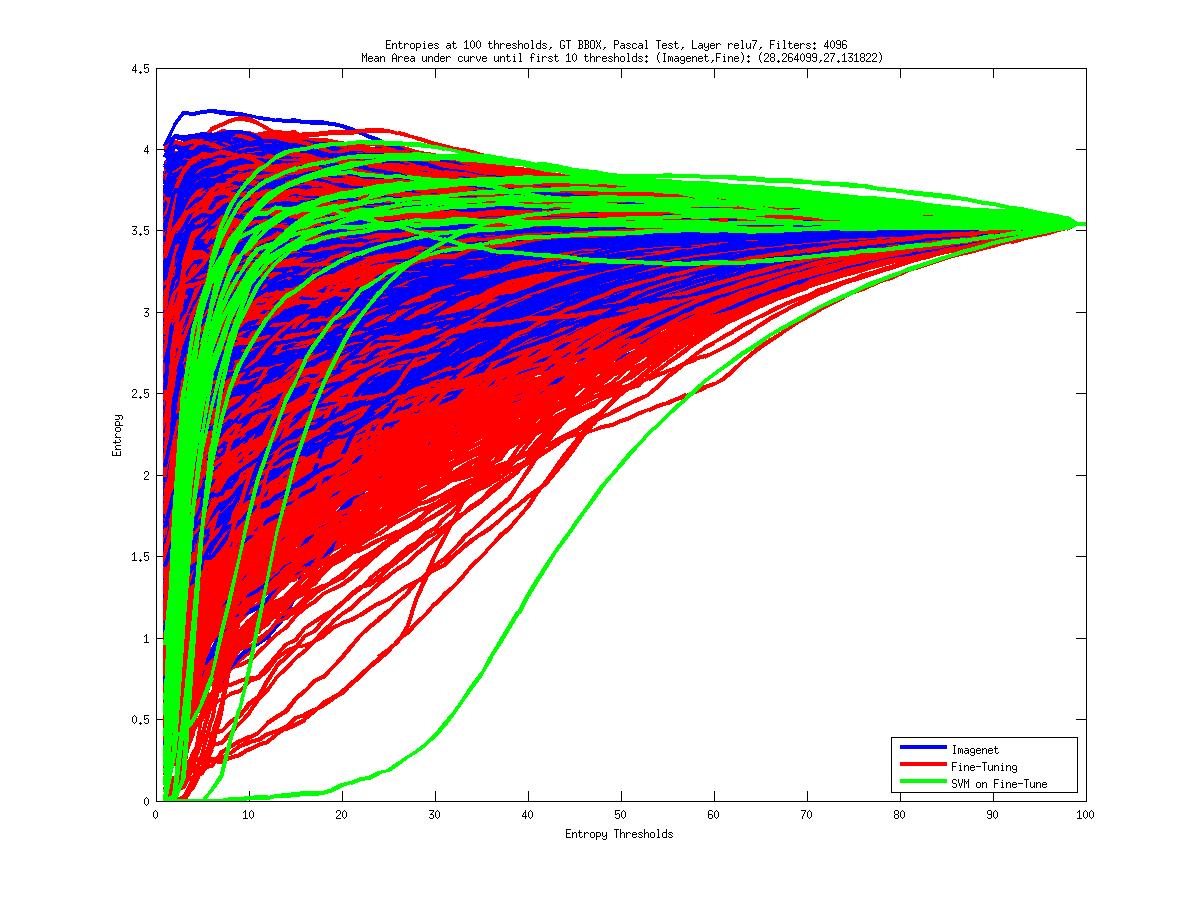 Entropies at 100 thresholds, GT BBOX, Pascal Test, Layer relu7, Filters: 4096
Mean Area under curve until first 10 thresholds: (Imagenet,Fine): (28.264099,27.131822)
4.5
4
3.5
3
2.5
2
1.5
1
0.5
0
Entropy
0 10 20 30 40 50 60 70 80 90 100
Entropy Thresholds
Imagenet
Fine-Tuning
SVM on Fine-Tune